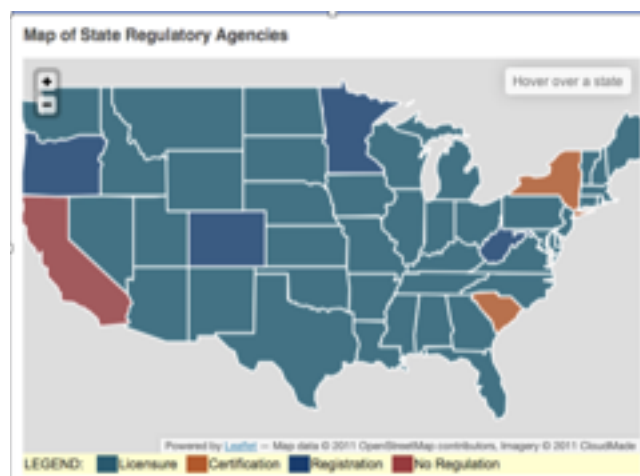 Map of State Regulatory Agencies
+
Hover over a state
−
Powered by Leaflet — Map data © 2011 OpenStreetMap contributors, Imagery © 2011 CloudMade
LEGEND: Licensure Certification Registration No Regulation